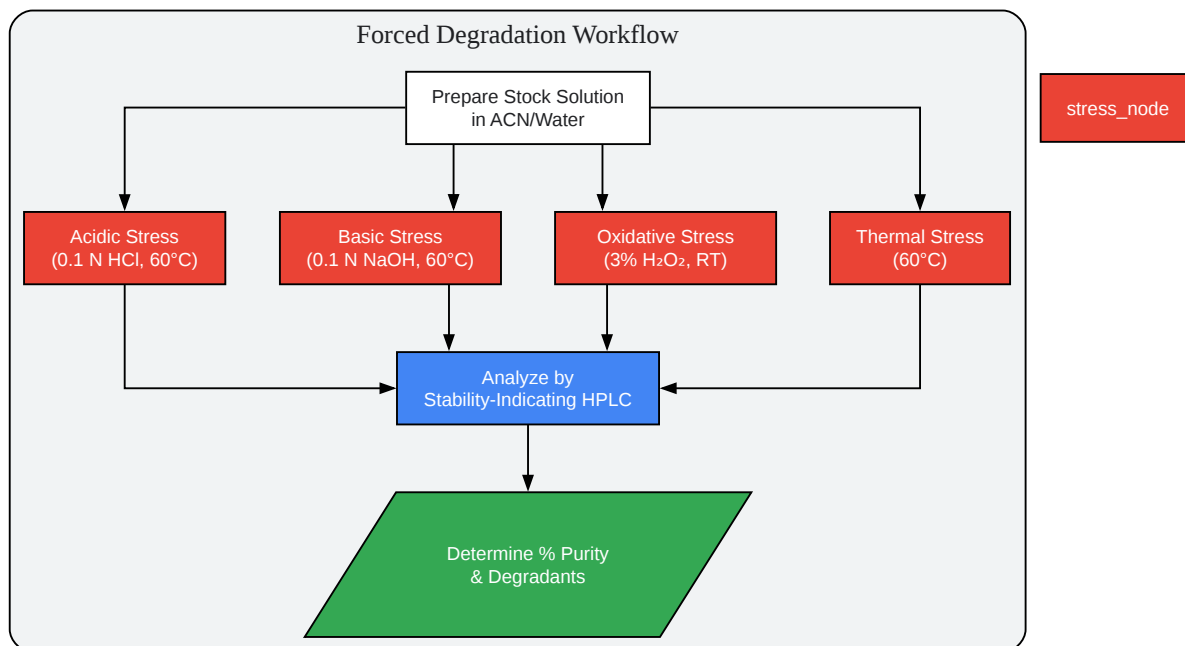 Forced Degradation Workflow
Prepare Stock Solution
in ACN/Water
stress_node
Acidic Stress
(0.1 N HCl, 60°C)
Basic Stress
(0.1 N NaOH, 60°C)
Oxidative Stress
(3% H₂O₂, RT)
Thermal Stress
(60°C)
Analyze by
Stability-Indicating HPLC
Determine % Purity
& Degradants